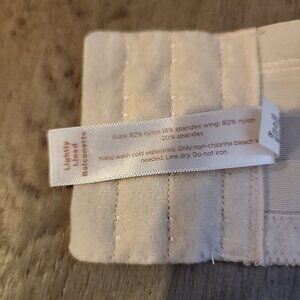 Lightly
Lined
Balconette
Cups: 82% nylon 18% spandex wing: 80% nylon
20% spandex
Hand wash cold separately. Only non-chlorine bleach
needed. Line dry. Do not iron.